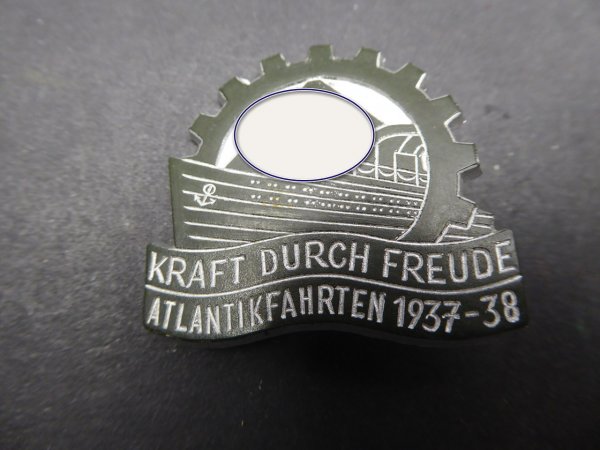 KRAFT DURCH FREUDE
ATLANTIKFAHRTEN 1937-38